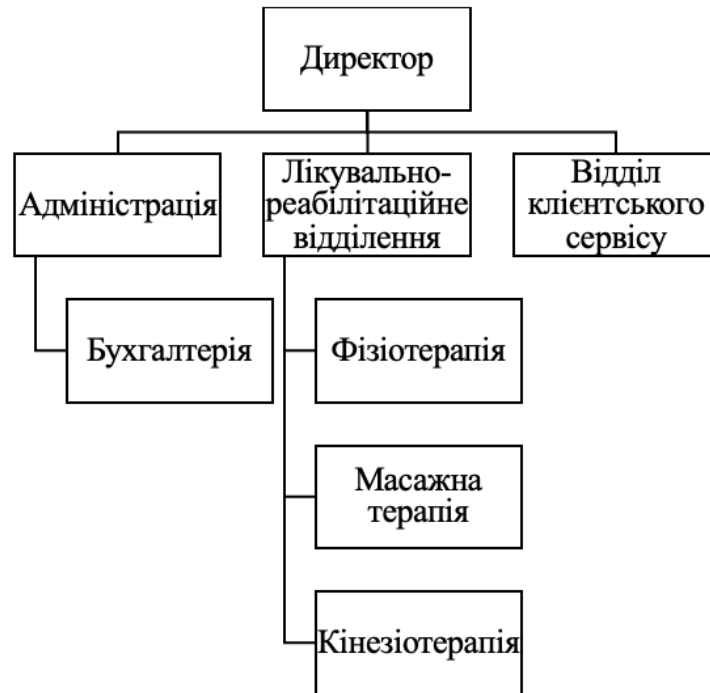 Директор
Адміністрація
Лікувально-
реабілітаційне
відділення
Відділ
клієнтського
сервісу
Бухгалтерія
Фізіотерапія
Масажна
терапія
Кінезіотерапія